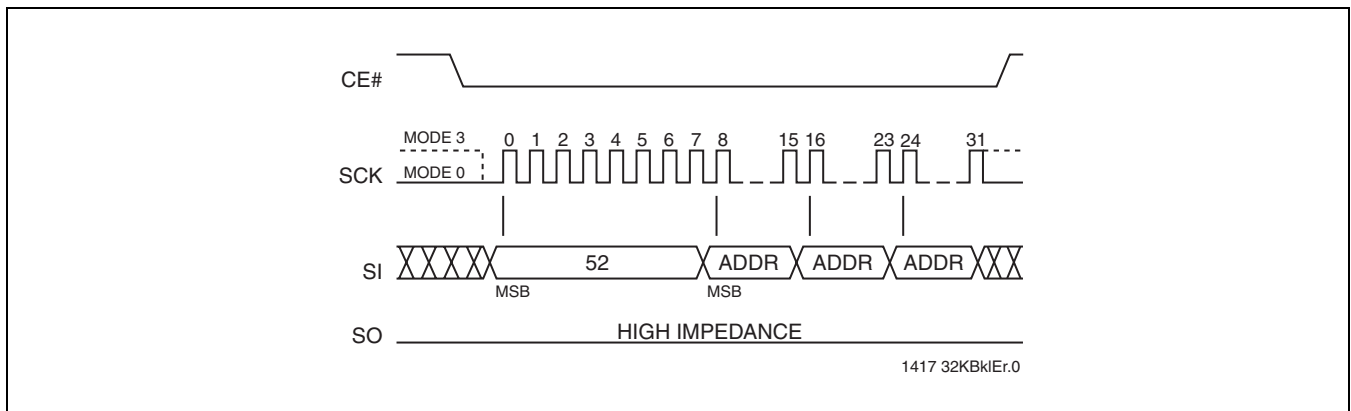 CE#
MODE 3
0 1 2 3 4 5 6 7 8 15 16 23 24 31
SCK
MODE 0
SI
52
ADDR
ADDR
ADDR
MSB
MSB
SO
HIGH IMPEDANCE
1417 32KBklEr.0